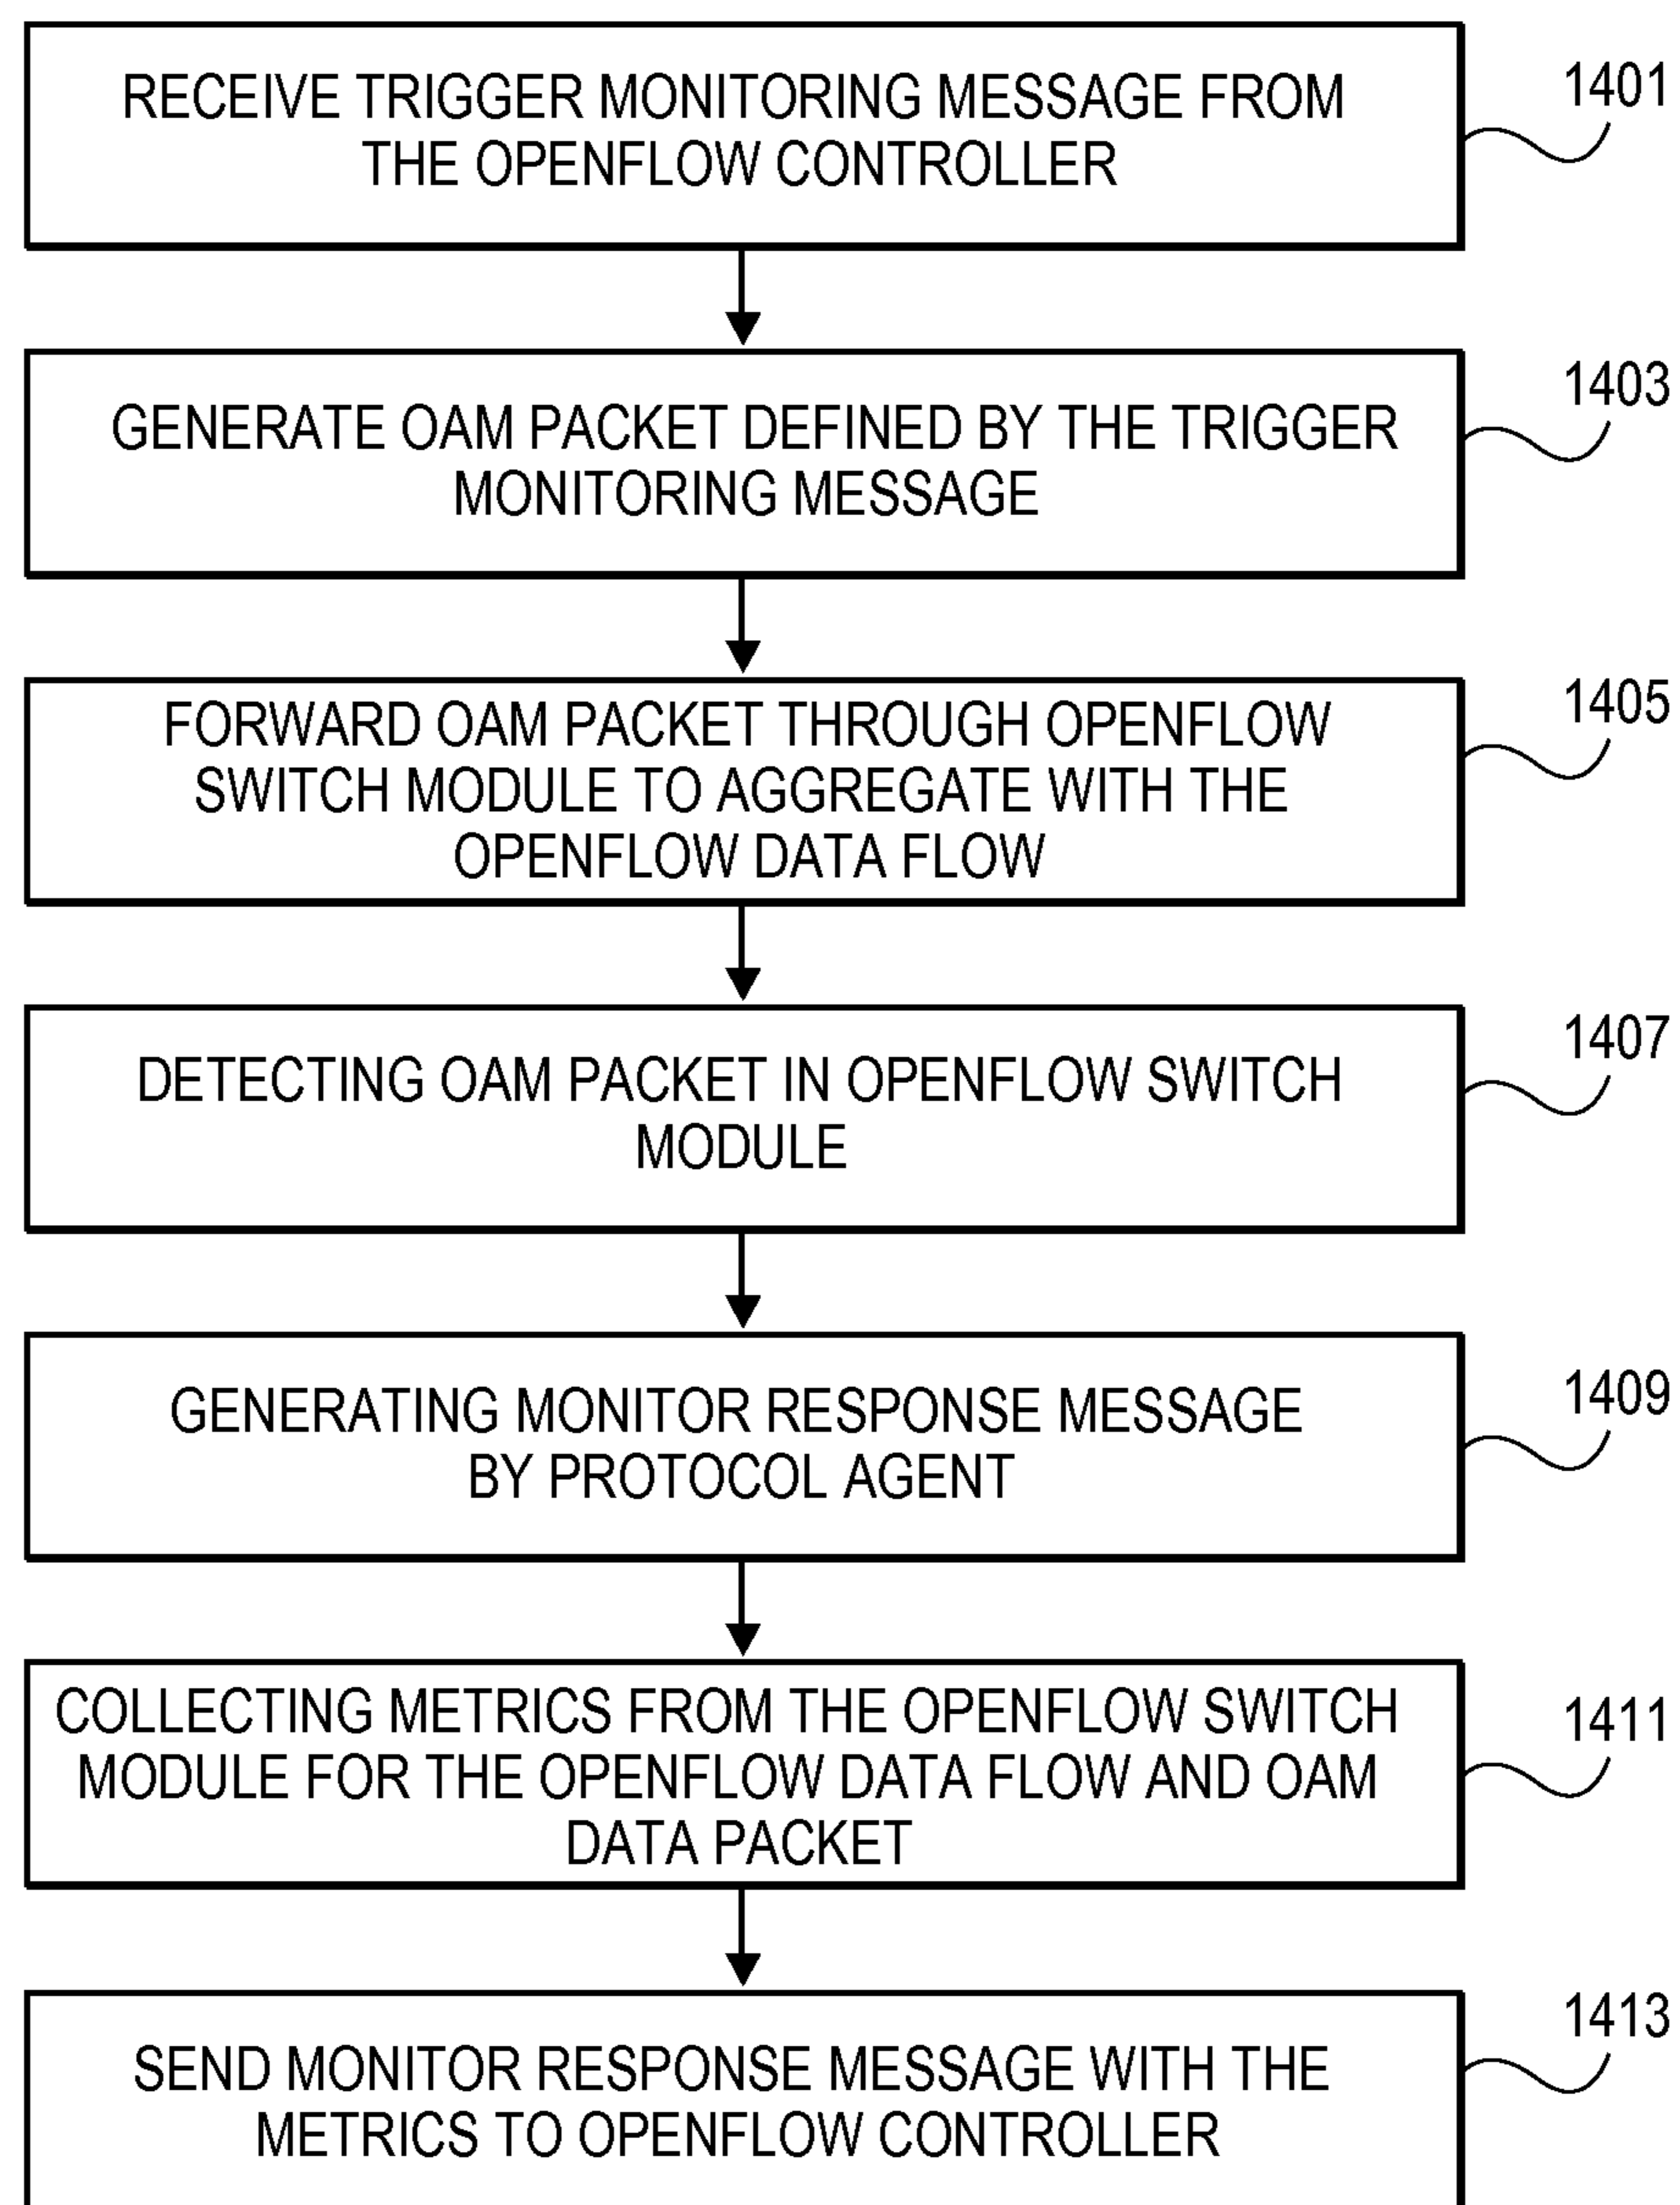 RECEIVE TRIGGER MONITORING MESSAGE FROM
THE OPENFLOW CONTROLLER
1401
GENERATE OAM PACKET DEFINED BY THE TRIGGER
MONITORING MESSAGE
1403
FORWARD OAM PACKET THROUGH OPENFLOW
SWITCH MODULE TO AGGREGATE WITH THE
OPENFLOW DATA FLOW
1405
DETECTING OAM PACKET IN OPENFLOW SWITCH
MODULE
1407
GENERATING MONITOR RESPONSE MESSAGE
BY PROTOCOL AGENT
1409
COLLECTING METRICS FROM THE OPENFLOW SWITCH
MODULE FOR THE OPENFLOW DATA FLOW AND OAM
DATA PACKET
1411
SEND MONITOR RESPONSE MESSAGE WITH THE
METRICS TO OPENFLOW CONTROLLER
1413